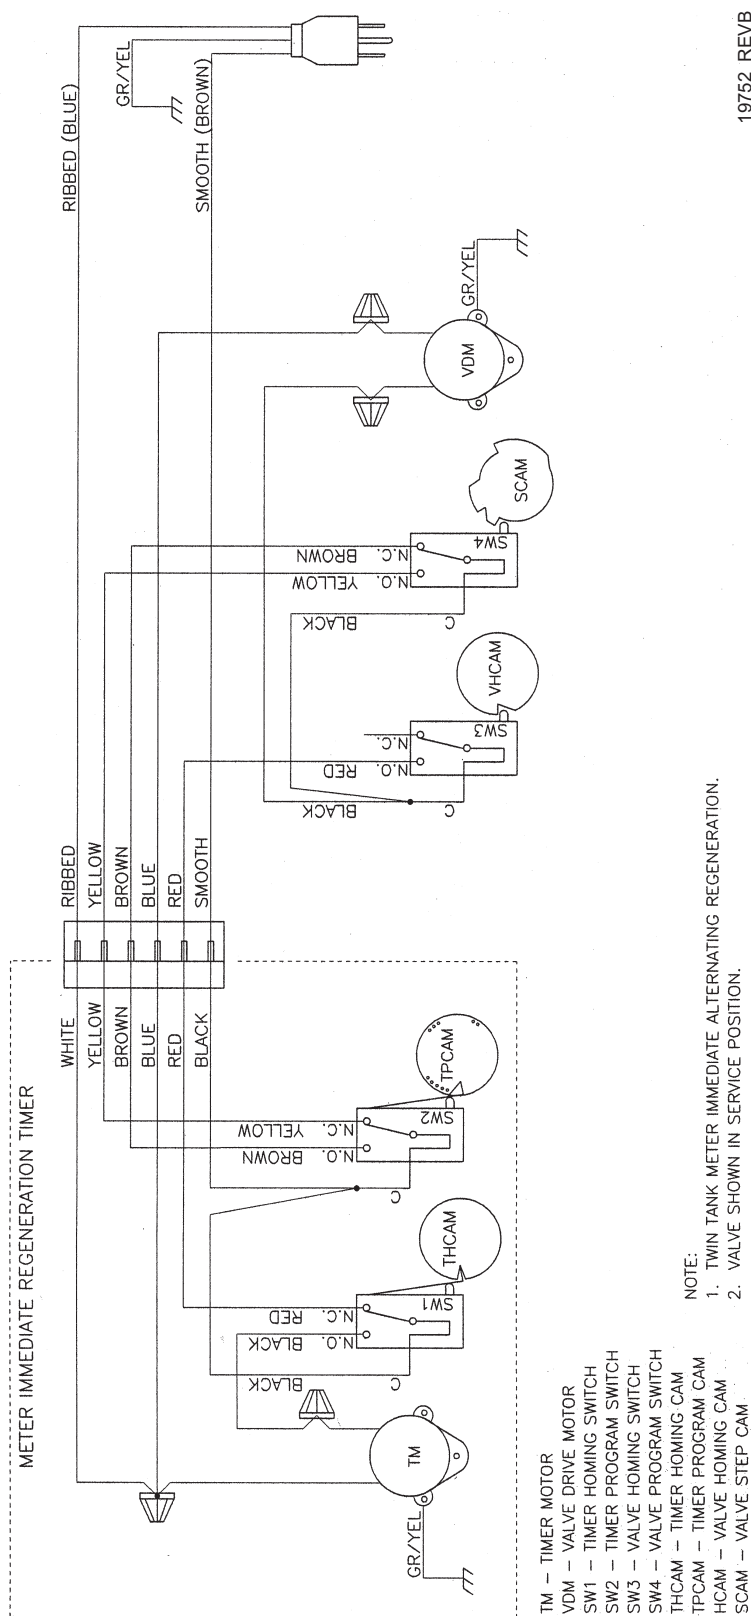 METER IMMEDIATE REGENERATION TIMER
WHITE
YELLOW
BROWN
BLUE
RED
BLACK
RIBBED
YELLOW
BROWN
BLUE
RED
SMOOTH
RIBBED (BLUE)
GR/YEL
SMOOTH (BROWN)
GR/YEL
TM
BLACK
C
BLACK
N.O.
RED
N.C.
SW1
THCAM
C
BROWN
N.O.
YELLOW
N.C.
SW2
TPCAM
BLACK
C
RED
N.O.
N.C.
SW3
VHCAM
BLACK
C
YELLOW
N.O.
BROWN
N.C.
SW4
SCAM
VDM
GR/YEL
TM – TIMER MOTOR
VDM – VALVE DRIVE MOTOR
SW1 – TIMER HOMING SWITCH
SW2 – TIMER PROGRAM SWITCH
SW3 – VALVE HOMING SWITCH
SW4 – VALVE PROGRAM SWITCH
THCAM – TIMER HOMING CAM
TPCAM – TIMER PROGRAM CAM
HCAM – VALVE HOMING CAM
SCAM – VALVE STEP CAM
NOTE:
1. TWIN TANK METER IMMEDIATE ALTERNATING REGENERATION.
2. VALVE SHOWN IN SERVICE POSITION.
19752 REVB